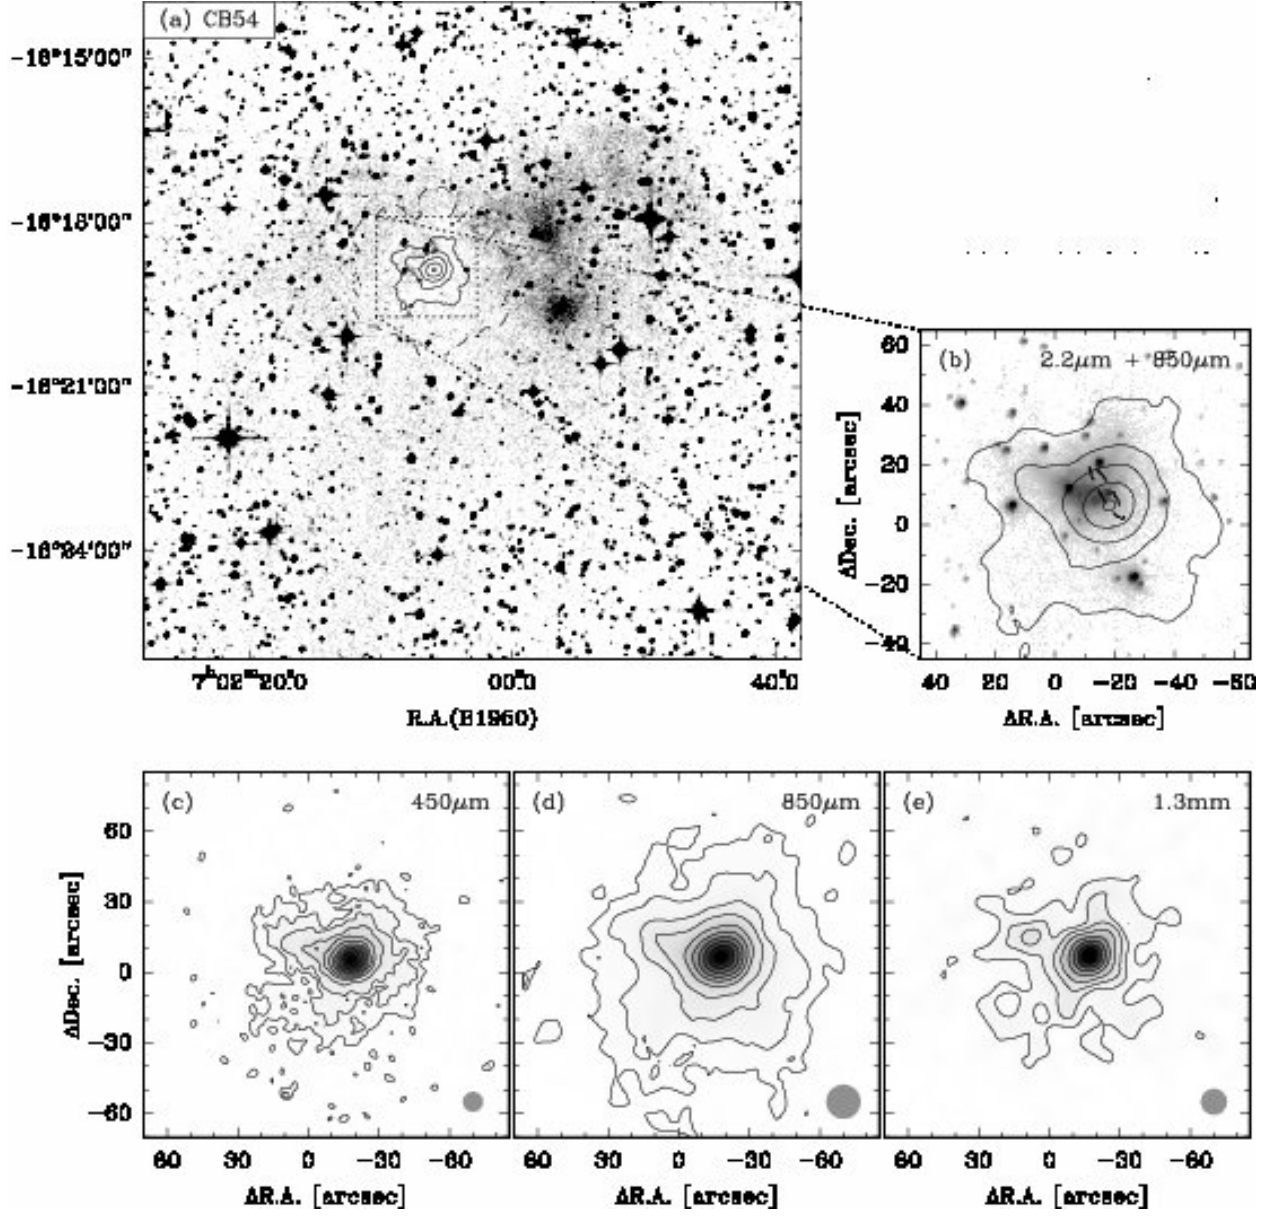 (a) CB54
−16°15'00"
−16°18'00"
−16°21'00"
−16°24'00"
7ʰ02ᵐ20ˢ.0 00ˢ.0 40ˢ.0
R.A.(B1950)
(b) 2.2μm + 850μm
60
40
20
0
−20
−40
ΔDec. [arcsec]
40 20 0 −20 −40 −60
ΔR.A. [arcsec]
(c) 450μm
(d) 850μm
(e) 1.3mm
60
30
0
−30
−60
ΔDec. [arcsec]
60 30 0 −30 −60
60 30 0 −30 −60
60 30 0 −30 −60
ΔR.A. [arcsec]
ΔR.A. [arcsec]
ΔR.A. [arcsec]